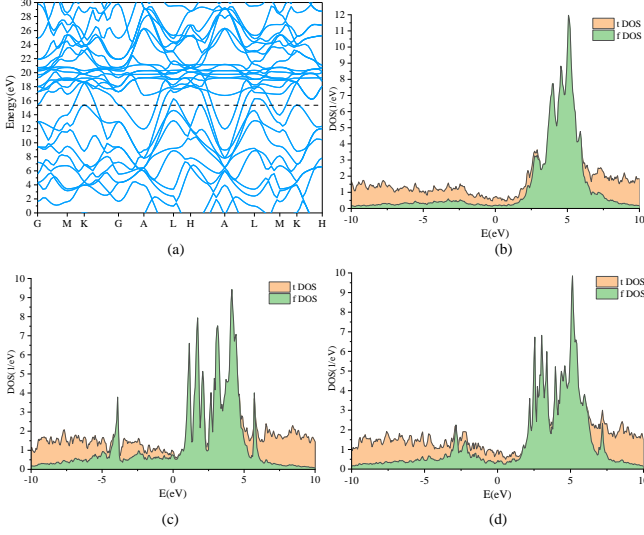 30
28
26
24
22
20
18
16
14
12
10
8
6
4
2
0
Energy(eV)
G M K G A L H A L M K H
(a)
12
11
10
9
8
7
6
5
4
3
2
1
0
DOS(1/eV)
t DOS
f DOS
-10 -5 0 5 10
E(eV)
(b)
10
9
8
7
6
5
4
3
2
1
0
DOS(1/eV)
t DOS
f DOS
-10 -5 0 5 10
E(eV)
(c)
10
9
8
7
6
5
4
3
2
1
0
DOS(1/eV)
t DOS
f DOS
-10 -5 0 5 10
E(eV)
(d)